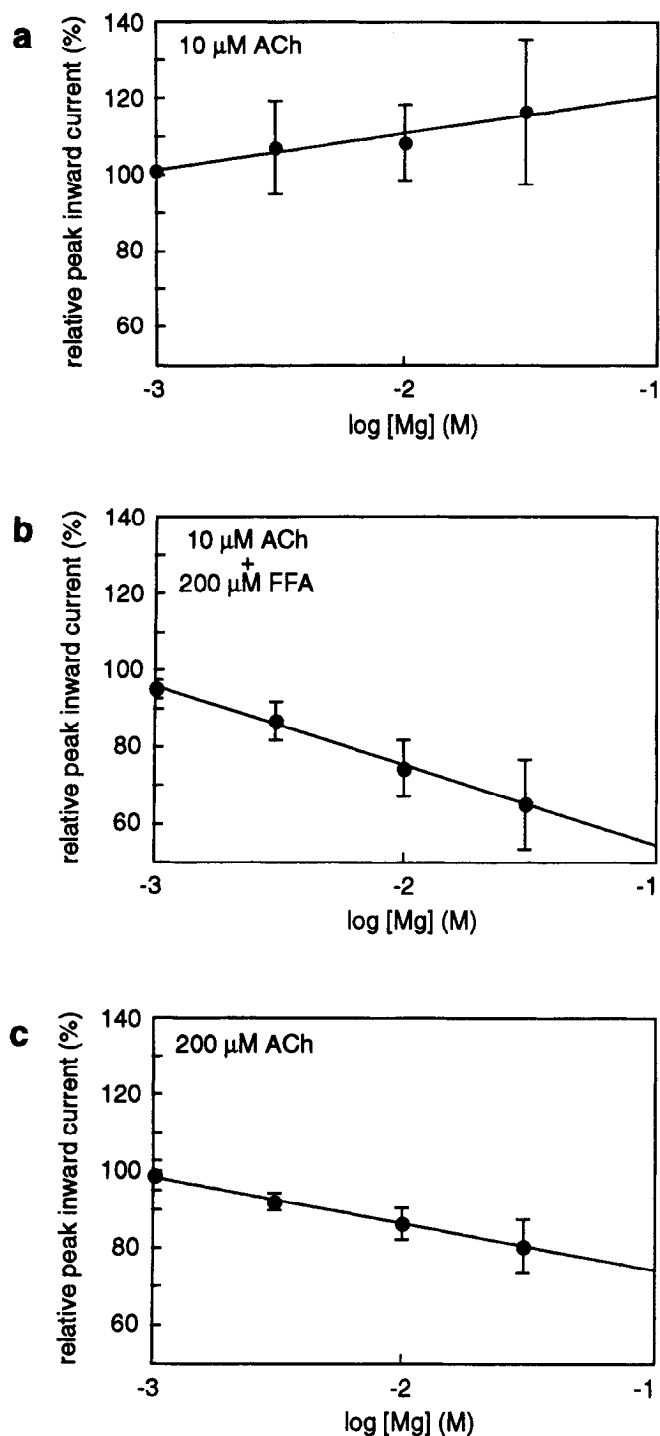 a
10 µM ACh
relative peak inward current (%)
140
120
100
80
60
-3
-2
-1
log [Mg] (M)
b
10 µM ACh
+
200 µM FFA
relative peak inward current (%)
140
120
100
80
60
-3
-2
-1
log [Mg] (M)
c
200 µM ACh
relative peak inward current (%)
140
120
100
80
60
-3
-2
-1
log [Mg] (M)